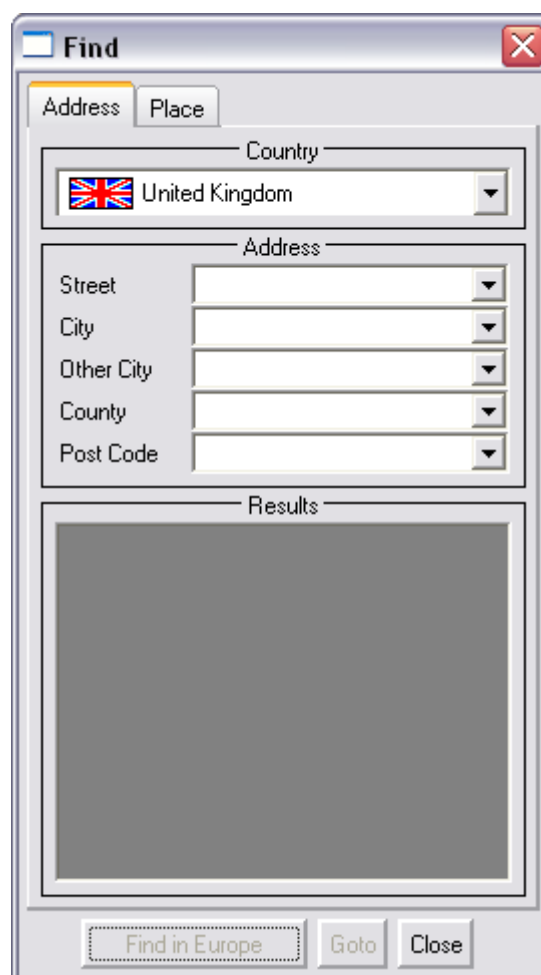 Find
Address Place
Country
United Kingdom
Address
Street
City
Other City
County
Post Code
Results
Find in Europe Goto Close